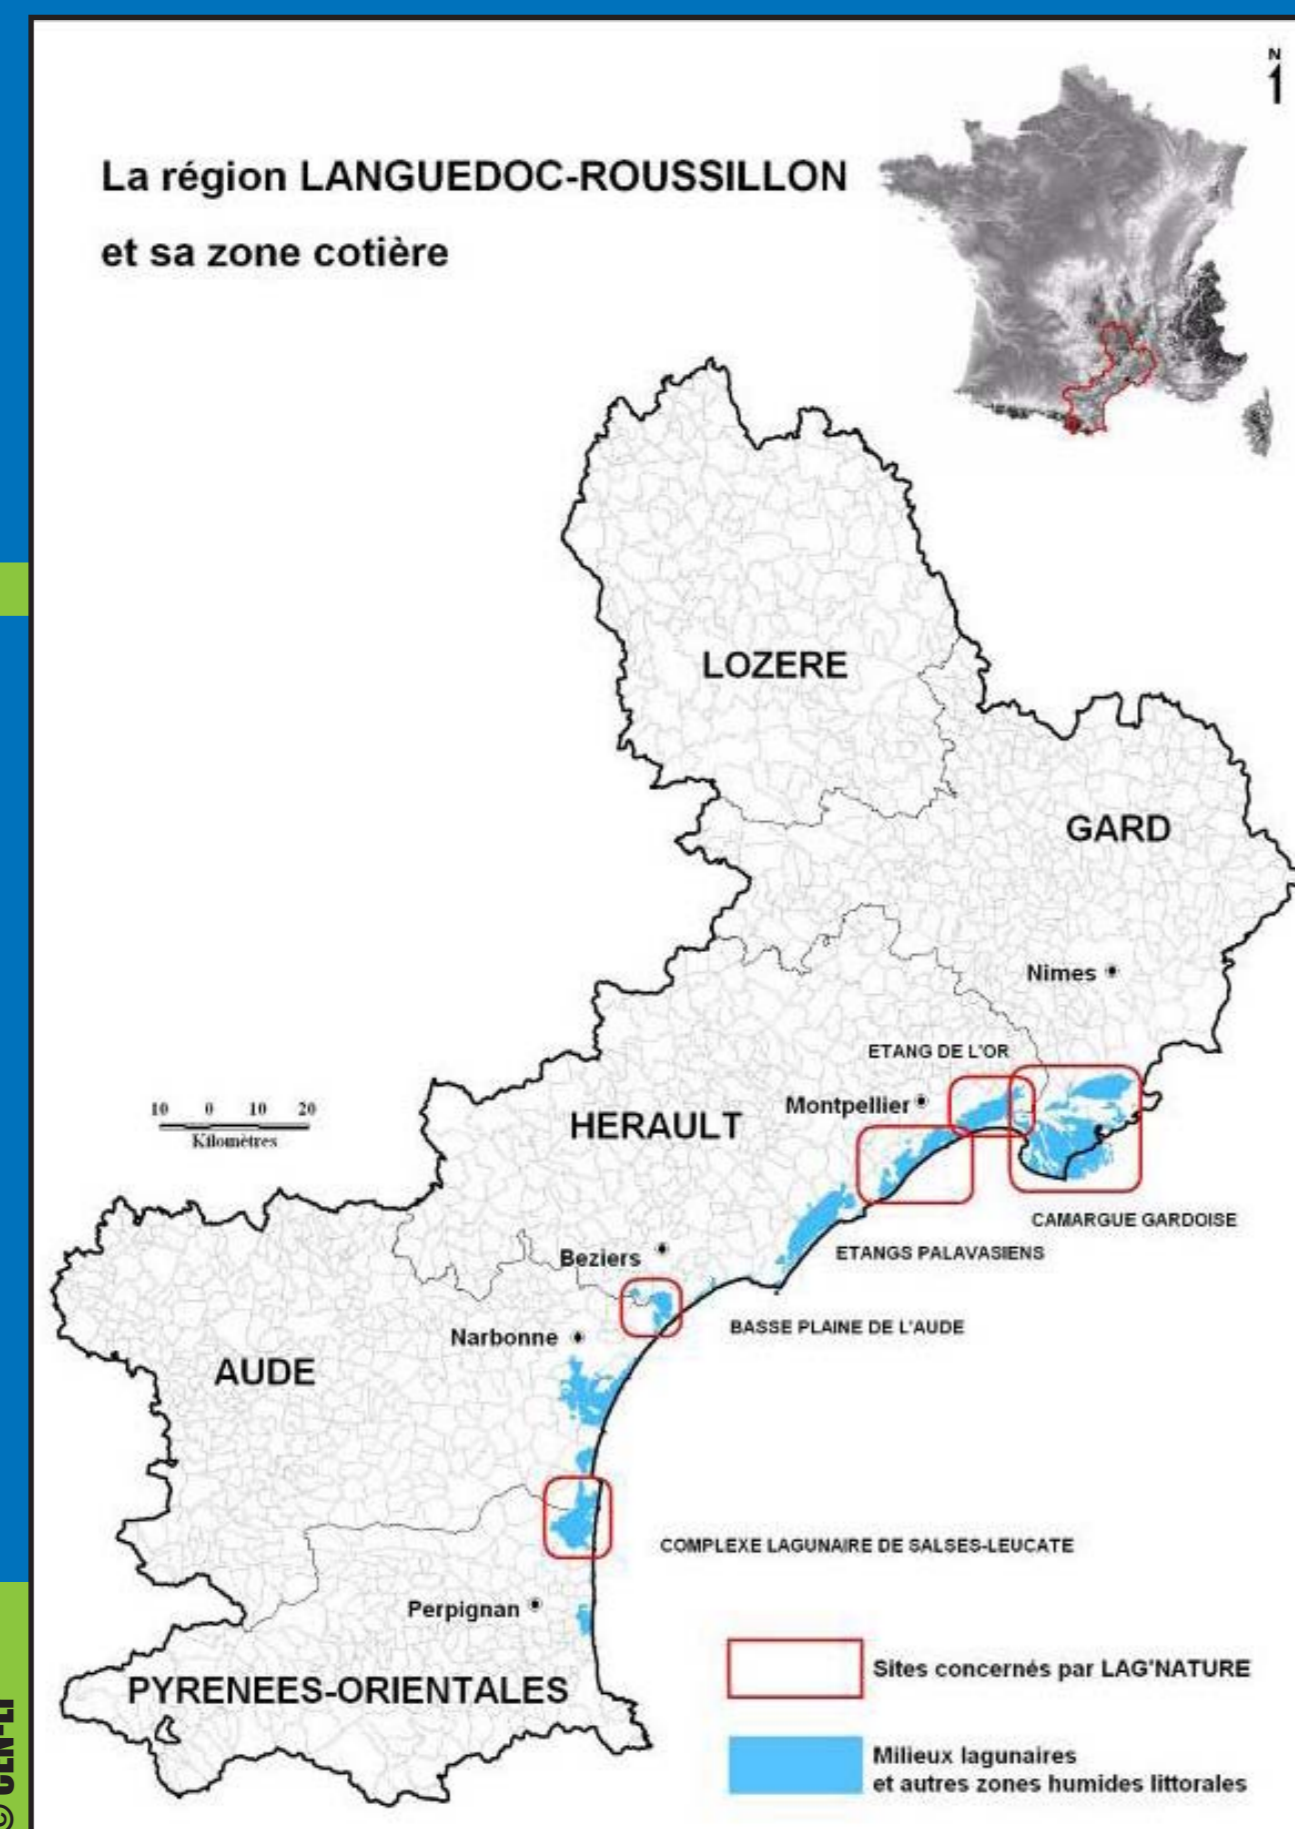 N
La région LANGUEDOC-ROUSSILLON
et sa zone cotière
LOZERE
GARD
Nimes
ETANG DE L'OR
Montpellier
HERAULT
10 0 10 20
Kilomètres
CAMARGUE GARDOISE
ETANGS PALAVASIENS
Beziers
BASSE PLAINE DE L'AUDE
Narbonne
AUDE
COMPLEXE LAGUNAIRE DE SALSES-LEUCATE
Perpignan
PYRENEES-ORIENTALES
Sites concernés par LAG'NATURE
Milieux lagunaires
et autres zones humides littorales